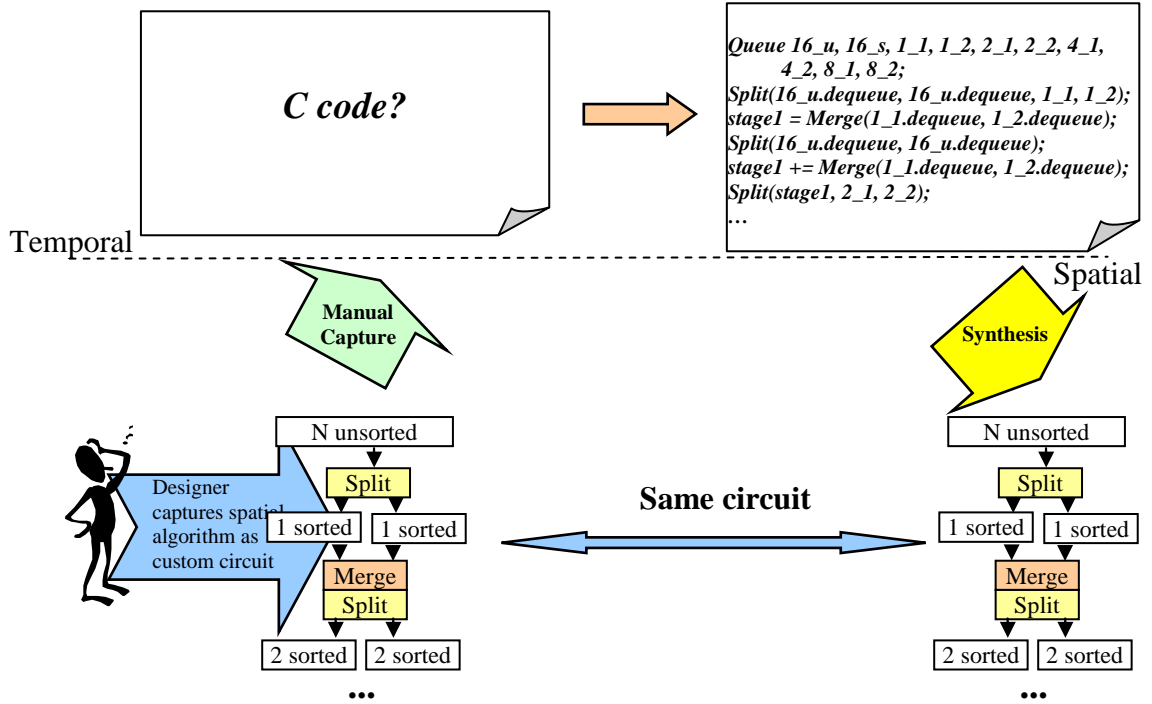 C code?
Queue 16_u, 16_s, 1_1, 1_2, 2_1, 2_2, 4_1,
4_2, 8_1, 8_2;
Split(16_u.dequeue, 16_u.dequeue, 1_1, 1_2);
stage1 = Merge(1_1.dequeue, 1_2.dequeue);
Split(16_u.dequeue, 16_u.dequeue);
stage1 += Merge(1_1.dequeue, 1_2.dequeue);
Split(stage1, 2_1, 2_2);
…
Temporal
Spatial
Manual
Capture
Synthesis
Designer
captures spatial
algorithm as
custom circuit
N unsorted
Split
1 sorted
1 sorted
Merge
Split
2 sorted
2 sorted
...
Same circuit
N unsorted
Split
1 sorted
1 sorted
Merge
Split
2 sorted
2 sorted
...